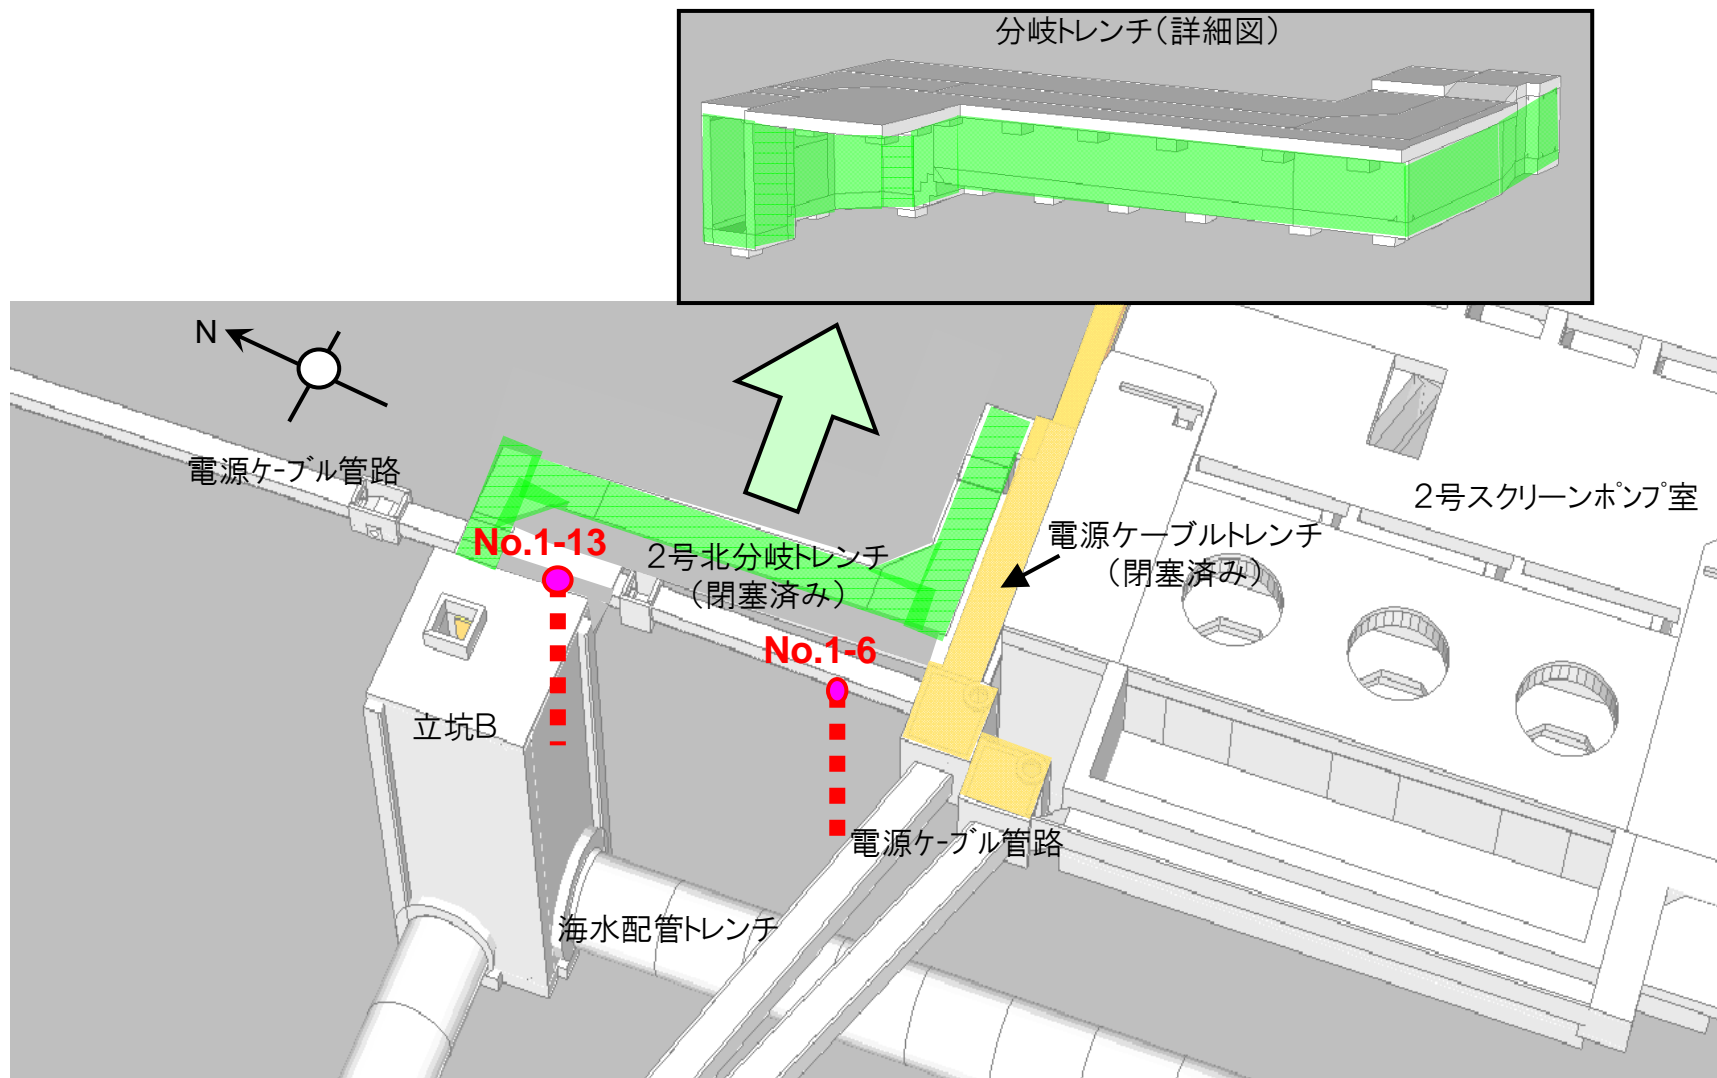 分岐トレンチ（詳細図）
N
電源ｹｰﾌﾞﾙ管路
2号スクリーンﾎﾟﾝﾌﾟ室
No.1-13
2号北分岐トレンチ
（閉塞済み）
電源ケーブルトレンチ
（閉塞済み）
No.1-6
立坑B
電源ｹｰﾌﾞﾙ管路
海水配管トレンチ